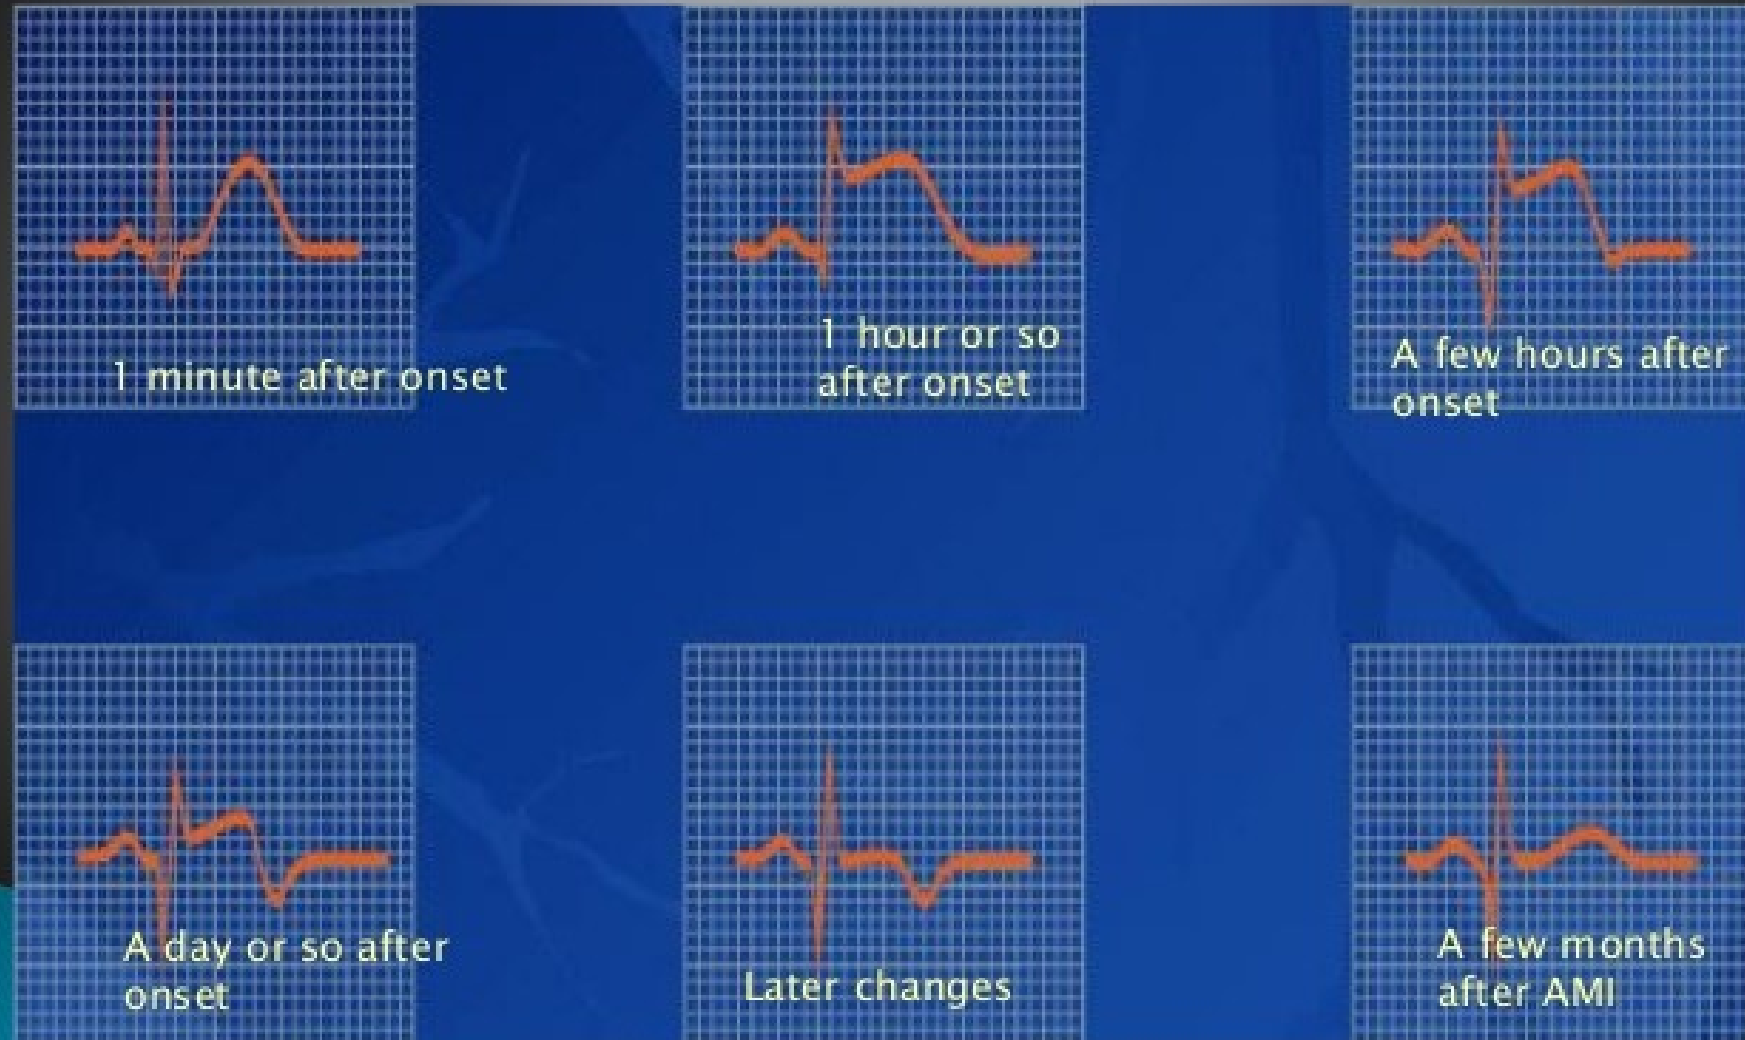 1 minute after onset
1 hour or so
after onset
A few hours after
onset
A day or so after
onset
Later changes
A few months
after AMI